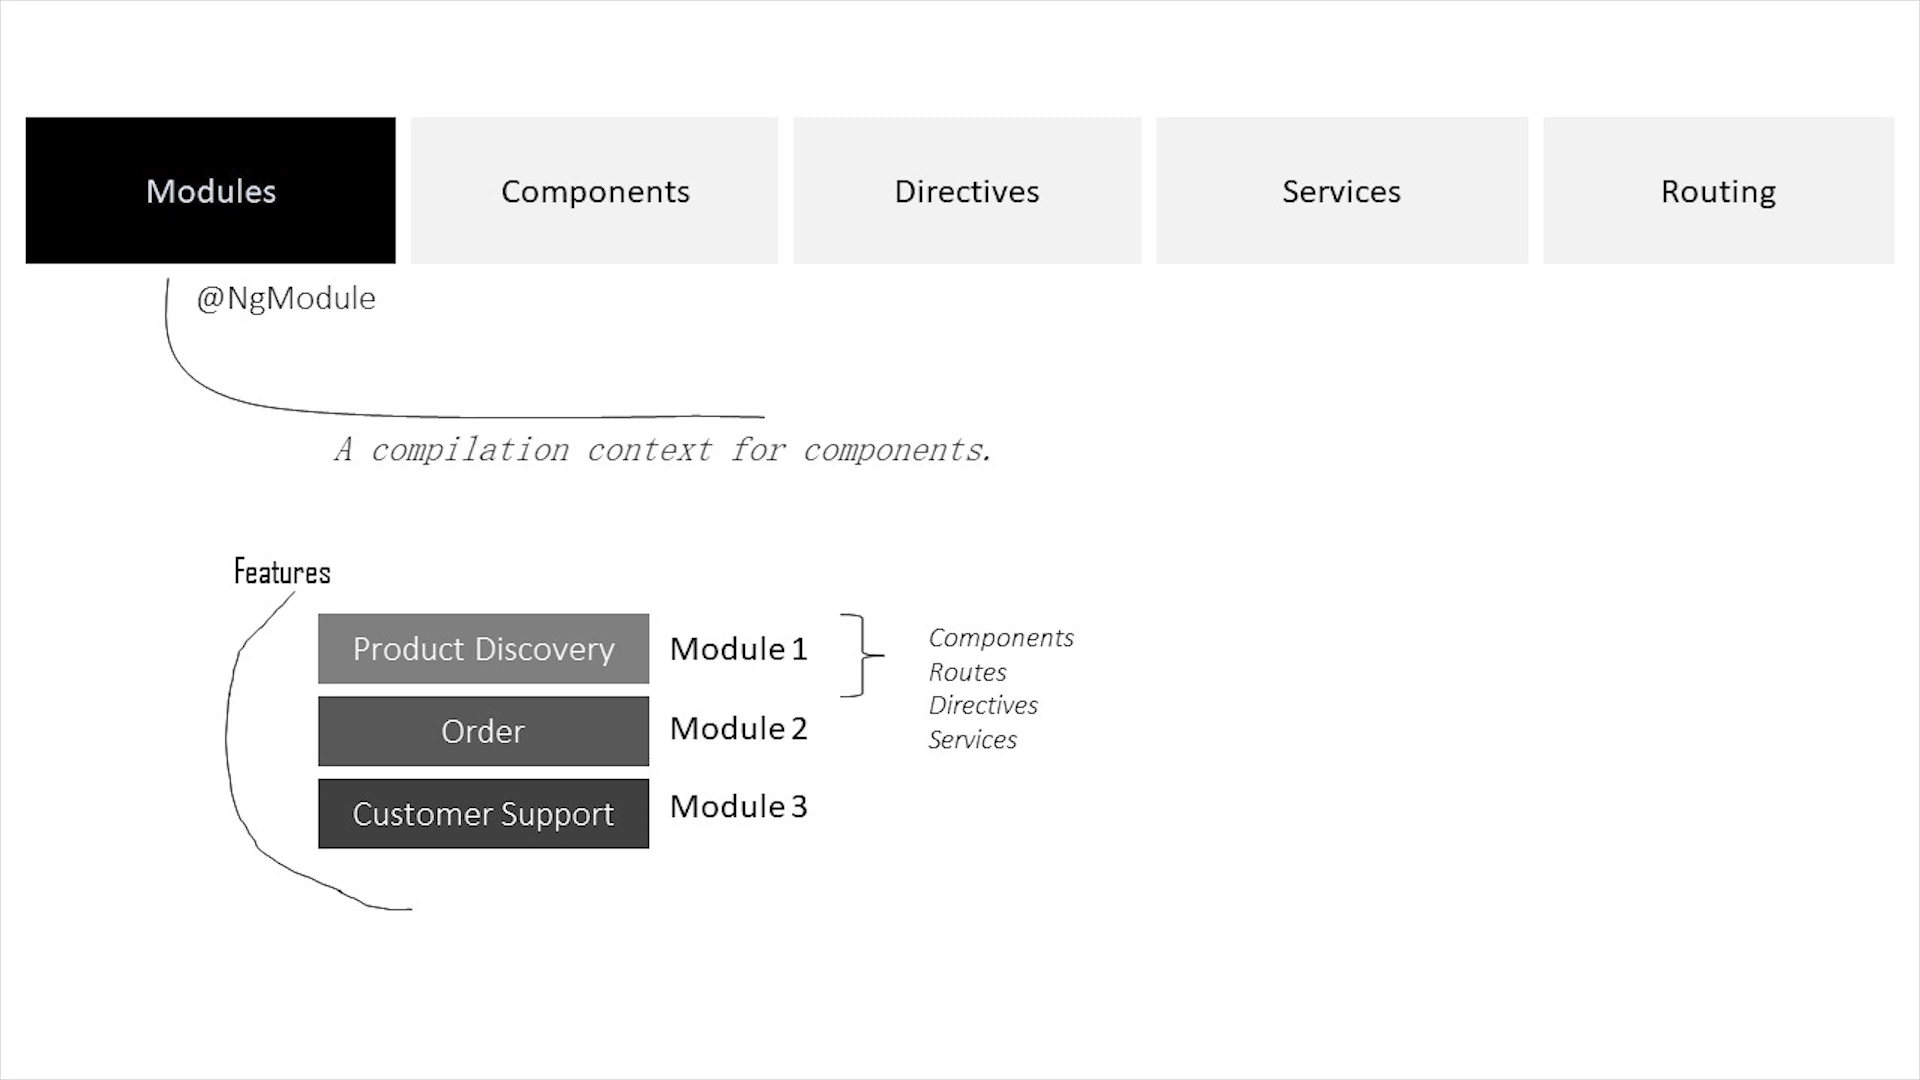 Modules
Components
Directives
Services
Routing
@NgModule
A compilation context for components.
Features
Product Discovery
Module 1
Order
Module 2
Customer Support
Module 3
Components
Routes
Directives
Services